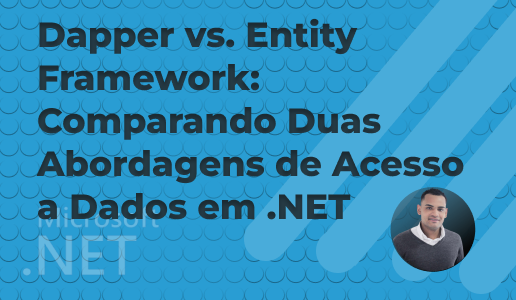 Dapper vs. Entity
Framework:
Comparando Duas
Abordagens de Acesso
a Dados em .NET
Microsoft
.NET